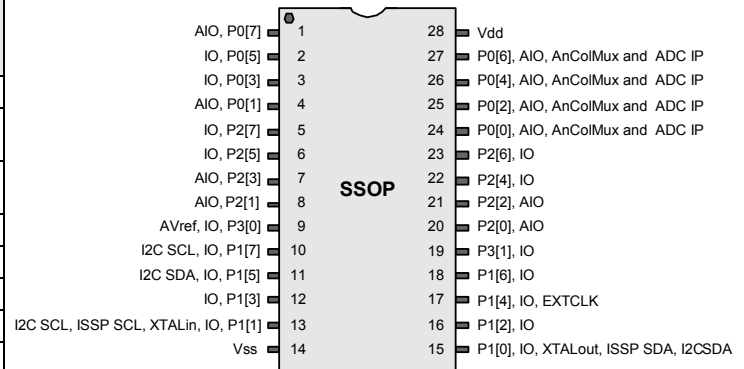 AIO, P0[7] 1 28 Vdd
IO, P0[5] 2 27 P0[6], AIO, AnColMux and ADC IP
IO, P0[3] 3 26 P0[4], AIO, AnColMux and ADC IP
AIO, P0[1] 4 25 P0[2], AIO, AnColMux and ADC IP
IO, P2[7] 5 24 P0[0], AIO, AnColMux and ADC IP
IO, P2[5] 6 23 P2[6], IO
AIO, P2[3] 7 22 P2[4], IO
SSOP
AIO, P2[1] 8 21 P2[2], AIO
AVref, IO, P3[0] 9 20 P2[0], AIO
I2C SCL, IO, P1[7] 10 19 P3[1], IO
I2C SDA, IO, P1[5] 11 18 P1[6], IO
IO, P1[3] 12 17 P1[4], IO, EXTCLK
I2C SCL, ISSP SCL, XTALin, IO, P1[1] 13 16 P1[2], IO
Vss 14 15 P1[0], IO, XTALout, ISSP SDA, I2CSDA